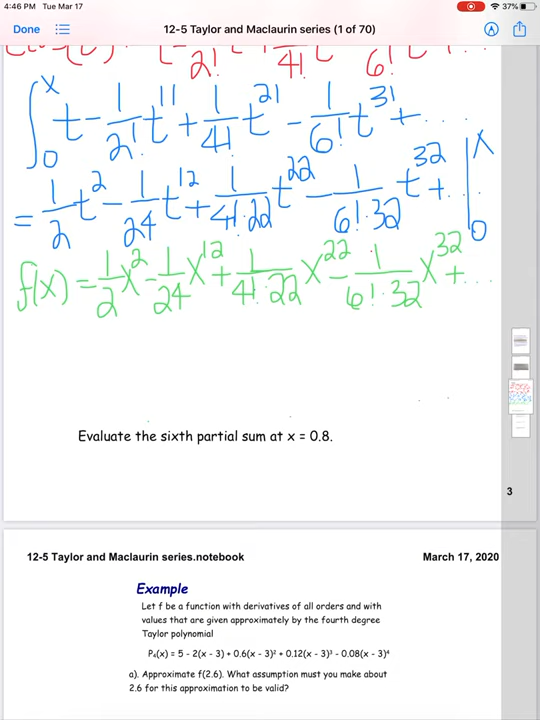 4:46 PM Tue Mar 17
37%
Done 12-5 Taylor and Maclaurin series (1 of 70)
2! 4! 6!
∫₀ˣ t - 1/2! t¹¹ + 1/4! t²¹ - 1/6! t³¹ + ...
= 1/2 t² - 1/24 t¹² + 1/(4!·22) t²² - 1/(6!·32) t³² + ... |₀ˣ
f(x) = 1/2 x² - 1/24 x¹² + 1/(4!·22) x²² - 1/(6!·32) x³² + ...
Evaluate the sixth partial sum at x = 0.8.
3
12-5 Taylor and Maclaurin series.notebook March 17, 2020
Example
Let f be a function with derivatives of all orders and with
values that are given approximately by the fourth degree
Taylor polynomial
P₄(x) = 5 - 2(x - 3) + 0.6(x - 3)² + 0.12(x - 3)³ - 0.08(x - 3)⁴
a). Approximate f(2.6). What assumption must you make about
2.6 for this approximation to be valid?